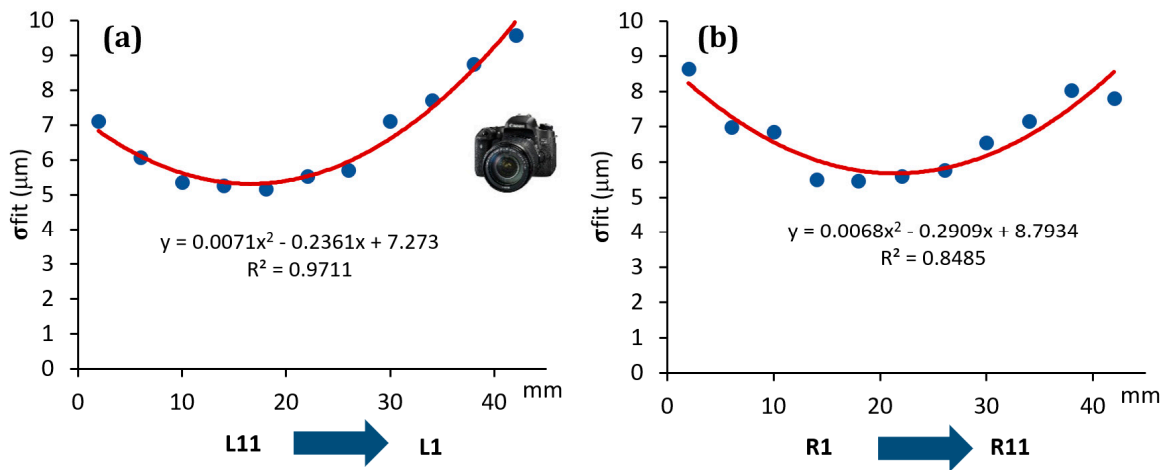 (a)
10
9
8
7
6
5
4
3
2
1
0
σfit (μm)
y = 0.0071x² - 0.2361x + 7.273
R² = 0.9711
0 10 20 30 40 mm
L11 L1
(b)
10
9
8
7
6
5
4
3
2
1
0
σfit (μm)
y = 0.0068x² - 0.2909x + 8.7934
R² = 0.8485
0 10 20 30 40 mm
R1 R11